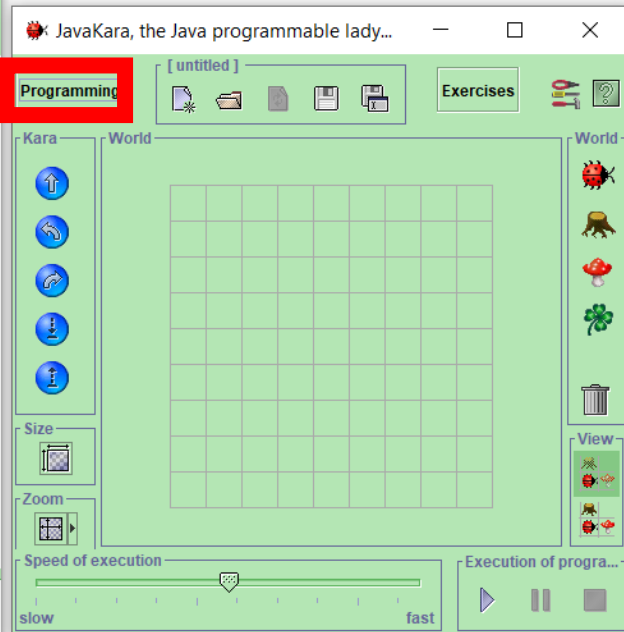 JavaKara, the Java programmable lady...
Programming
[ untitled ]
Exercises
Kara
World
World
Size
View
Zoom
Speed of execution
slow
fast
Execution of progra...